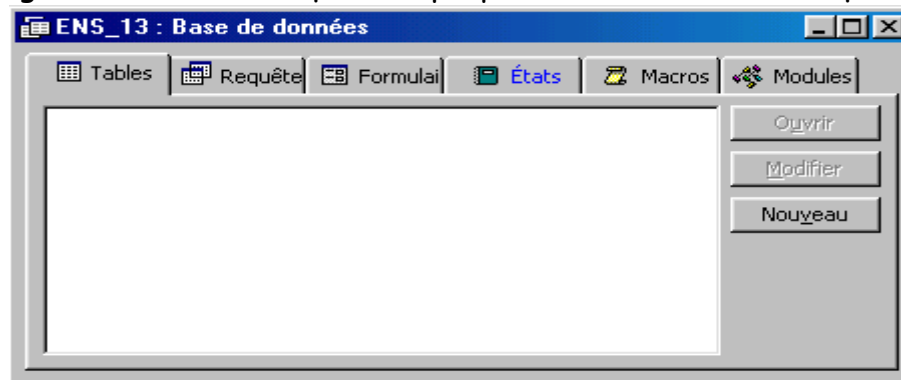 ENS_13 : Base de données
Tables Requête Formulai États Macros Modules
Ouvrir
Modifier
Nouveau